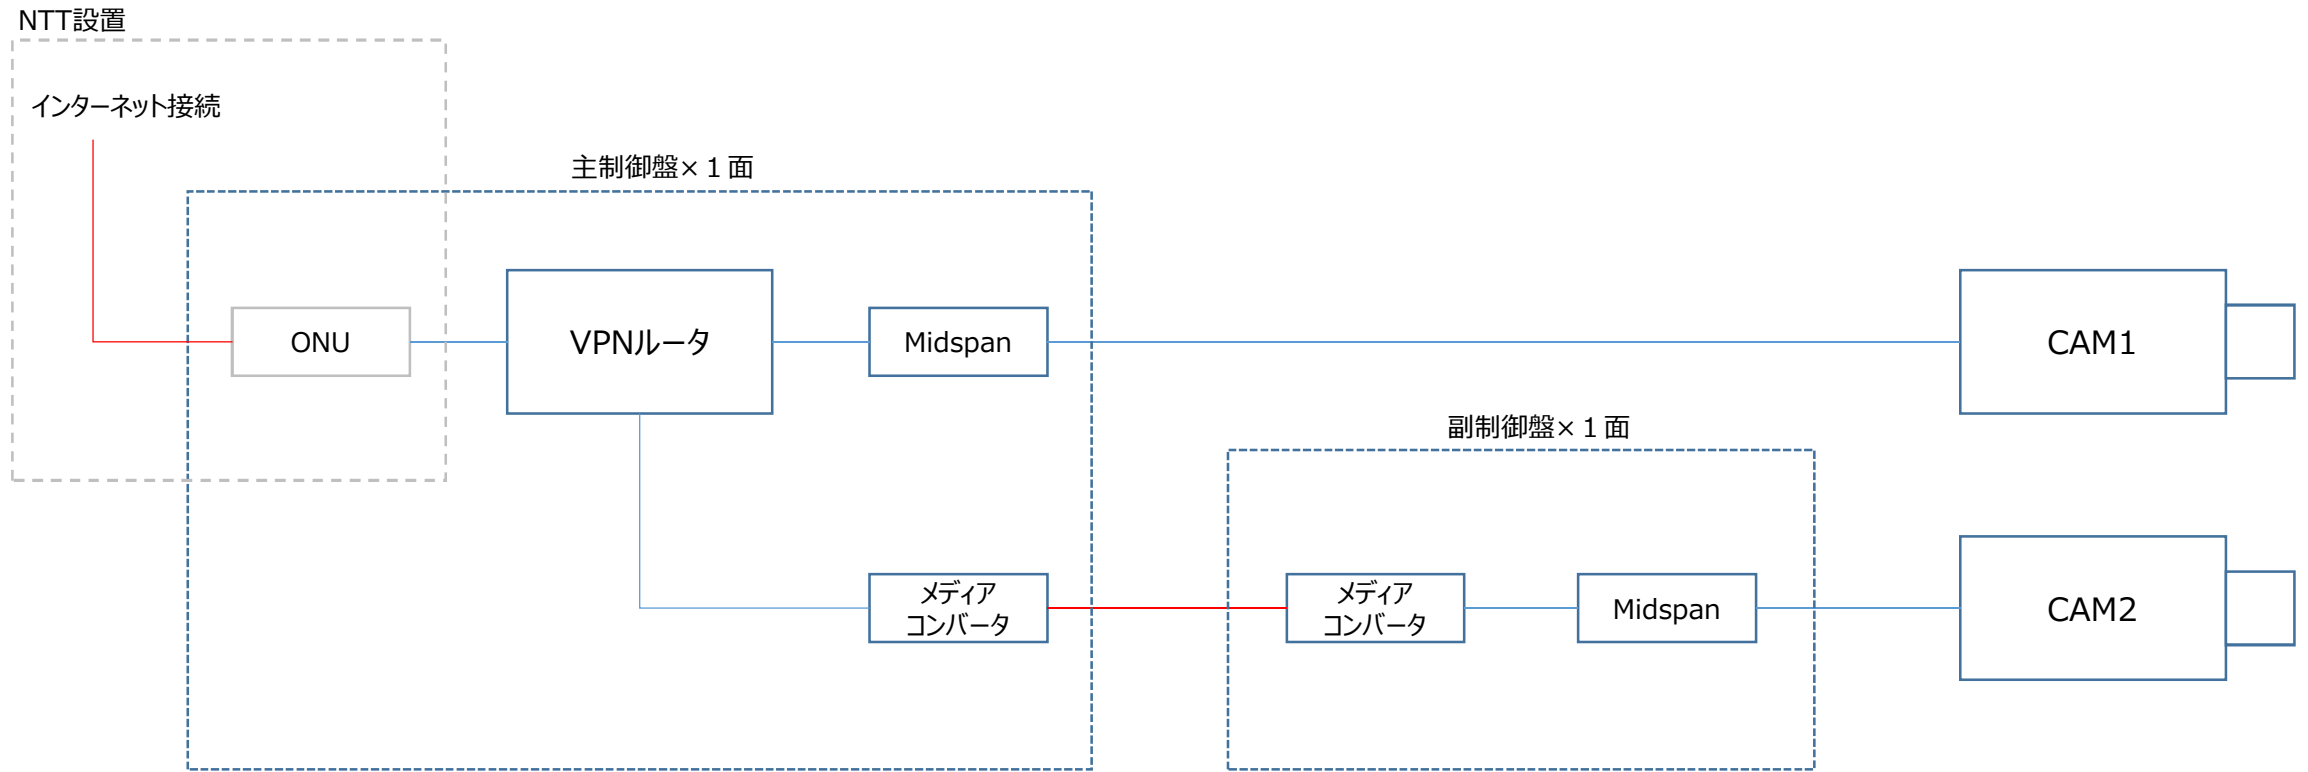 NTT設置
インターネット接続
主制御盤×１面
ONU
VPNルータ
Midspan
CAM1
副制御盤×１面
メディア
コンバータ
メディア
コンバータ
Midspan
CAM2